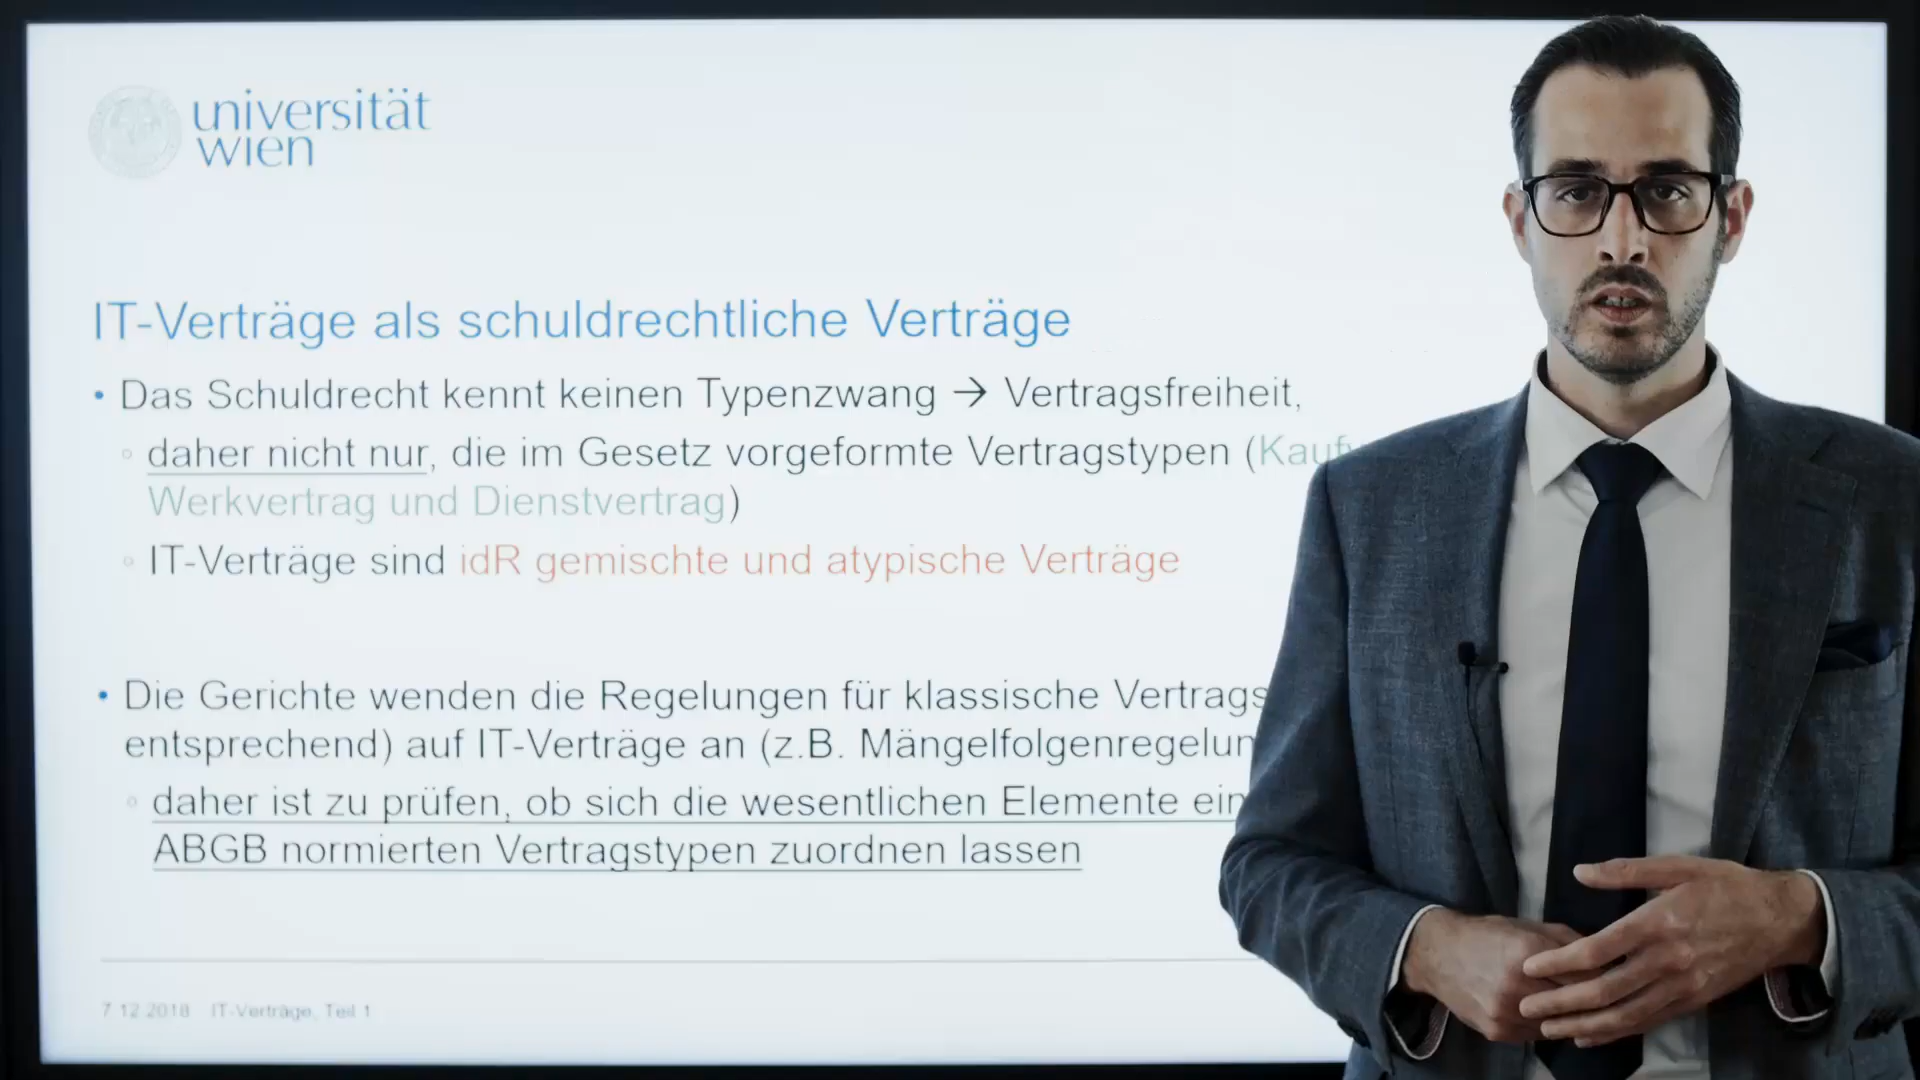 universität
wien
IT-Verträge als schuldrechtliche Verträge
• Das Schuldrecht kennt keinen Typenzwang → Vertragsfreiheit,
◦ daher nicht nur, die im Gesetz vorgeformte Vertragstypen (Kauf
Werkvertrag und Dienstvertrag)
◦ IT-Verträge sind idR gemischte und atypische Verträge
• Die Gerichte wenden die Regelungen für klassische Vertrags
entsprechend) auf IT-Verträge an (z.B. Mängelfolgenregelun
◦ daher ist zu prüfen, ob sich die wesentlichen Elemente ein
ABGB normierten Vertragstypen zuordnen lassen
7.12.2018 IT-Verträge, Teil 1